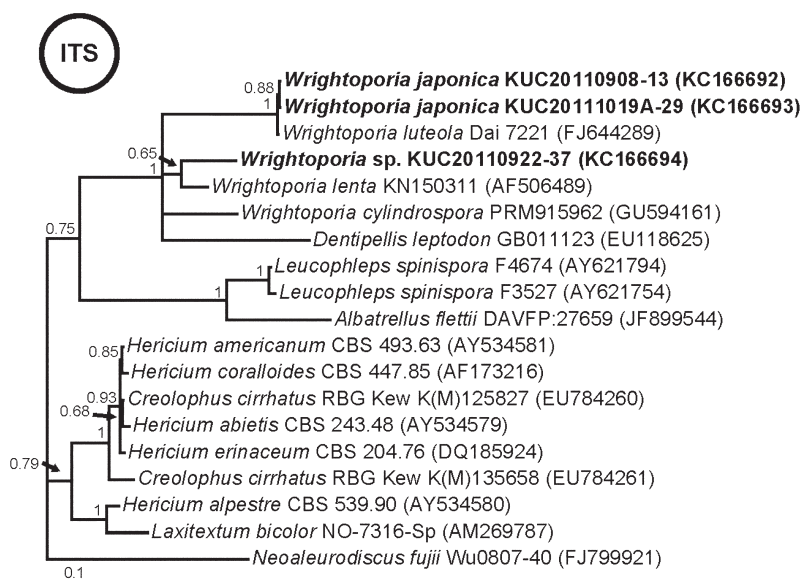 ITS
0.88
Wrightoporia japonica KUC20110908-13 (KC166692)
1
Wrightoporia japonica KUC20111019A-29 (KC166693)
Wrightoporia luteola Dai 7221 (FJ644289)
0.65
Wrightoporia sp. KUC20110922-37 (KC166694)
1
Wrightoporia lenta KN150311 (AF506489)
Wrightoporia cylindrospora PRM915962 (GU594161)
0.75
Dentipellis leptodon GB011123 (EU118625)
1
Leucophleps spinispora F4674 (AY621794)
1
Leucophleps spinispora F3527 (AY621754)
Albatrellus flettii DAVFP:27659 (JF899544)
0.85
Hericium americanum CBS 493.63 (AY534581)
Hericium coralloides CBS 447.85 (AF173216)
0.93
Creolophus cirrhatus RBG Kew K(M)125827 (EU784260)
0.68
Hericium abietis CBS 243.48 (AY534579)
1
Hericium erinaceum CBS 204.76 (DQ185924)
0.79
Creolophus cirrhatus RBG Kew K(M)135658 (EU784261)
1
Hericium alpestre CBS 539.90 (AY534580)
Laxitextum bicolor NO-7316-Sp (AM269787)
Neoaleurodiscus fujii Wu0807-40 (FJ799921)
0.1